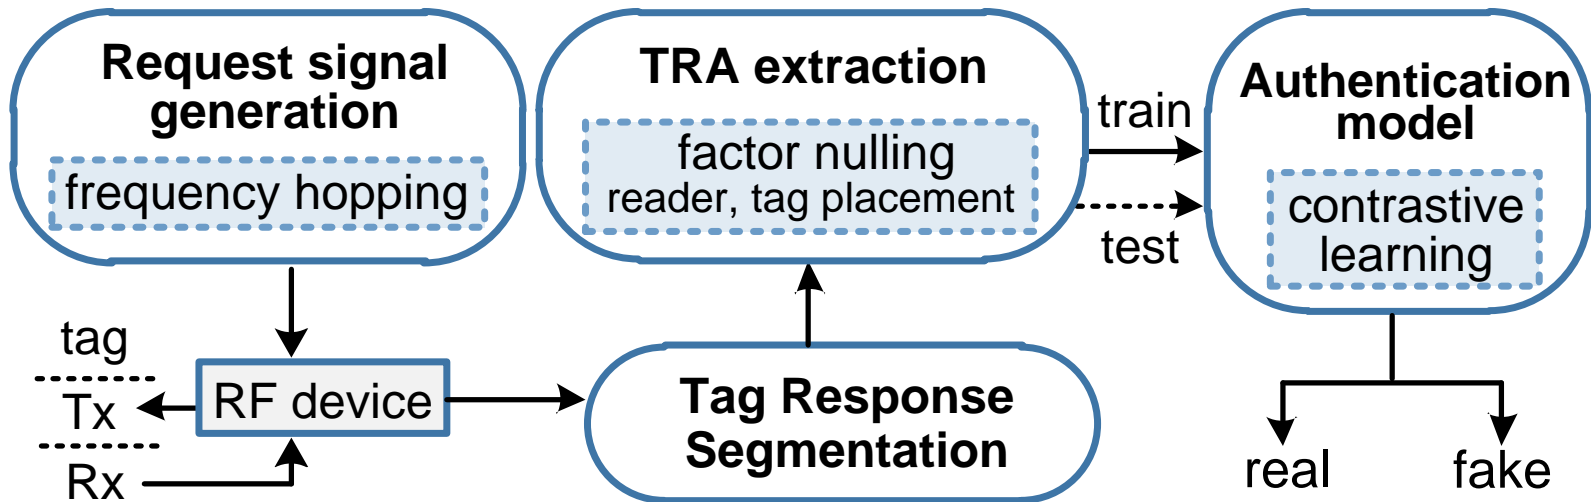 Request signal
generation
frequency hopping
TRA extraction
factor nulling
reader, tag placement
train
test
Authentication
model
contrastive
learning
tag
Tx
Rx
RF device
Tag Response
Segmentation
real
fake